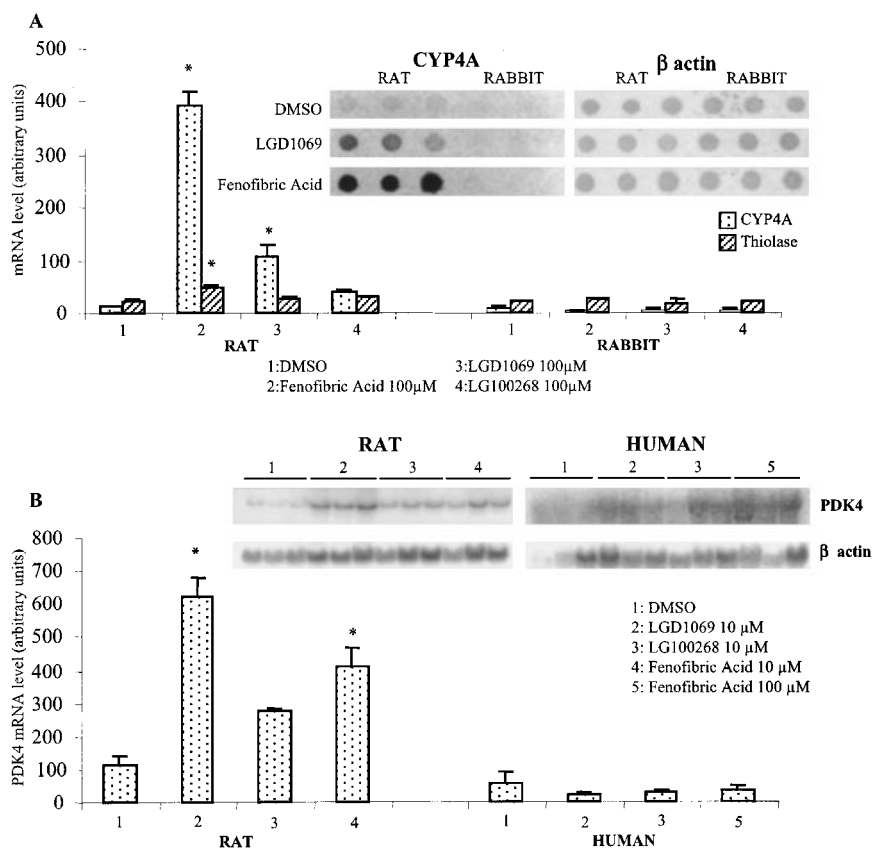 A
500
400
300
200
100
0
mRNA level (arbitrary units)
CYP4A
β actin
RAT RABBIT RAT RABBIT
DMSO
LGD1069
Fenofibric Acid
CYP4A
Thiolase
* * *
1 2 3 4 1 2 3 4
RAT RABBIT
1:DMSO 3:LGD1069 100µM
2:Fenofibric Acid 100µM 4:LG100268 100µM
RAT HUMAN
1 2 3 4 1 2 3 5
B
PDK4
β actin
800
700
600
500
400
300
200
100
0
PDK4 mRNA level (arbitrary units)
* *
1: DMSO
2: LGD1069 10 µM
3: LG100268 10 µM
4: Fenofibric Acid 10 µM
5: Fenofibric Acid 100 µM
1 2 3 4 1 2 3 5
RAT HUMAN